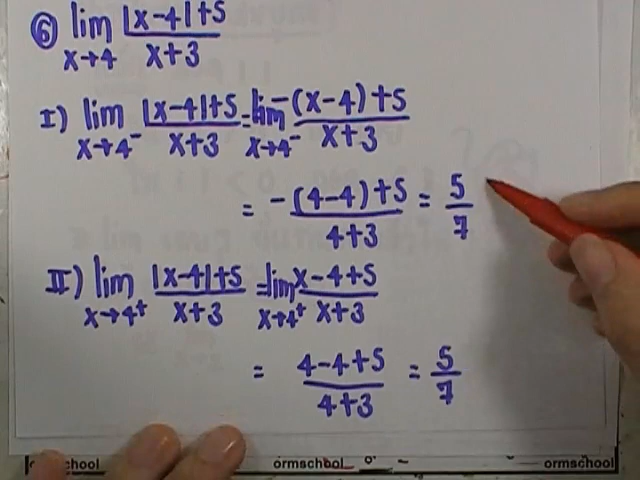 ⑥ lim |x-4|+5 / x+3
x→4
I) lim |x-4|+5 / x+3 = lim -(x-4)+5 / x+3
x→4⁻ x→4⁻
= -(4-4)+5 / 4+3 = 5/7
II) lim |x-4|+5 / x+3 = lim x-4+5 / x+3
x→4⁺ x→4⁺
= 4-4+5 / 4+3 = 5/7
ormschool ormschool